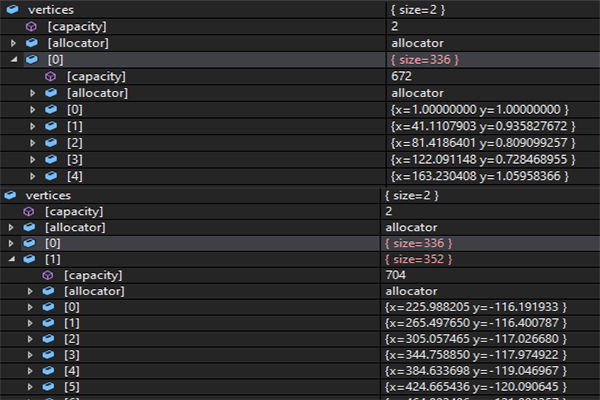 vertices { size=2 }
[capacity] 2
[allocator] allocator
[0] { size=336 }
[capacity] 672
[allocator] allocator
[0] {x=1.00000000 y=1.00000000 }
[1] {x=41.1107903 y=0.935827672 }
[2] {x=81.4186401 y=0.809099257 }
[3] {x=122.091148 y=0.728468955 }
[4] {x=163.230408 y=1.05958366 }
vertices { size=2 }
[capacity] 2
[allocator] allocator
[0] { size=336 }
[1] { size=352 }
[capacity] 704
[allocator] allocator
[0] {x=225.988205 y=-116.191933 }
[1] {x=265.497650 y=-116.400787 }
[2] {x=305.057465 y=-117.026680 }
[3] {x=344.758850 y=-117.974922 }
[4] {x=384.633698 y=-119.046967 }
[5] {x=424.665436 y=-120.090645 }